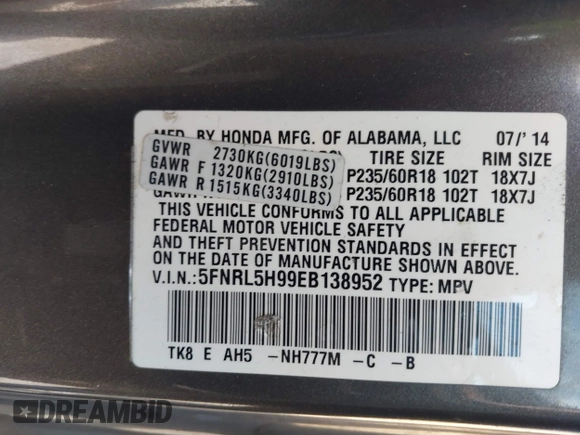 MFD. BY HONDA MFG. OF ALABAMA, LLC 07/'14
GVWR 2730KG(6019LBS) TIRE SIZE RIM SIZE
GAWR F 1320KG(2910LBS) P235/60R18 102T 18X7J
GAWR R 1515KG(3340LBS) P235/60R18 102T 18X7J
THIS VEHICLE CONFORMS TO ALL APPLICABLE
FEDERAL MOTOR VEHICLE SAFETY
AND THEFT PREVENTION STANDARDS IN EFFECT
ON THE DATE OF MANUFACTURE SHOWN ABOVE.
V.I.N.:5FNRL5H99EB138952 TYPE: MPV
TK8 E AH5 -NH777M -C -B
DREAMBID